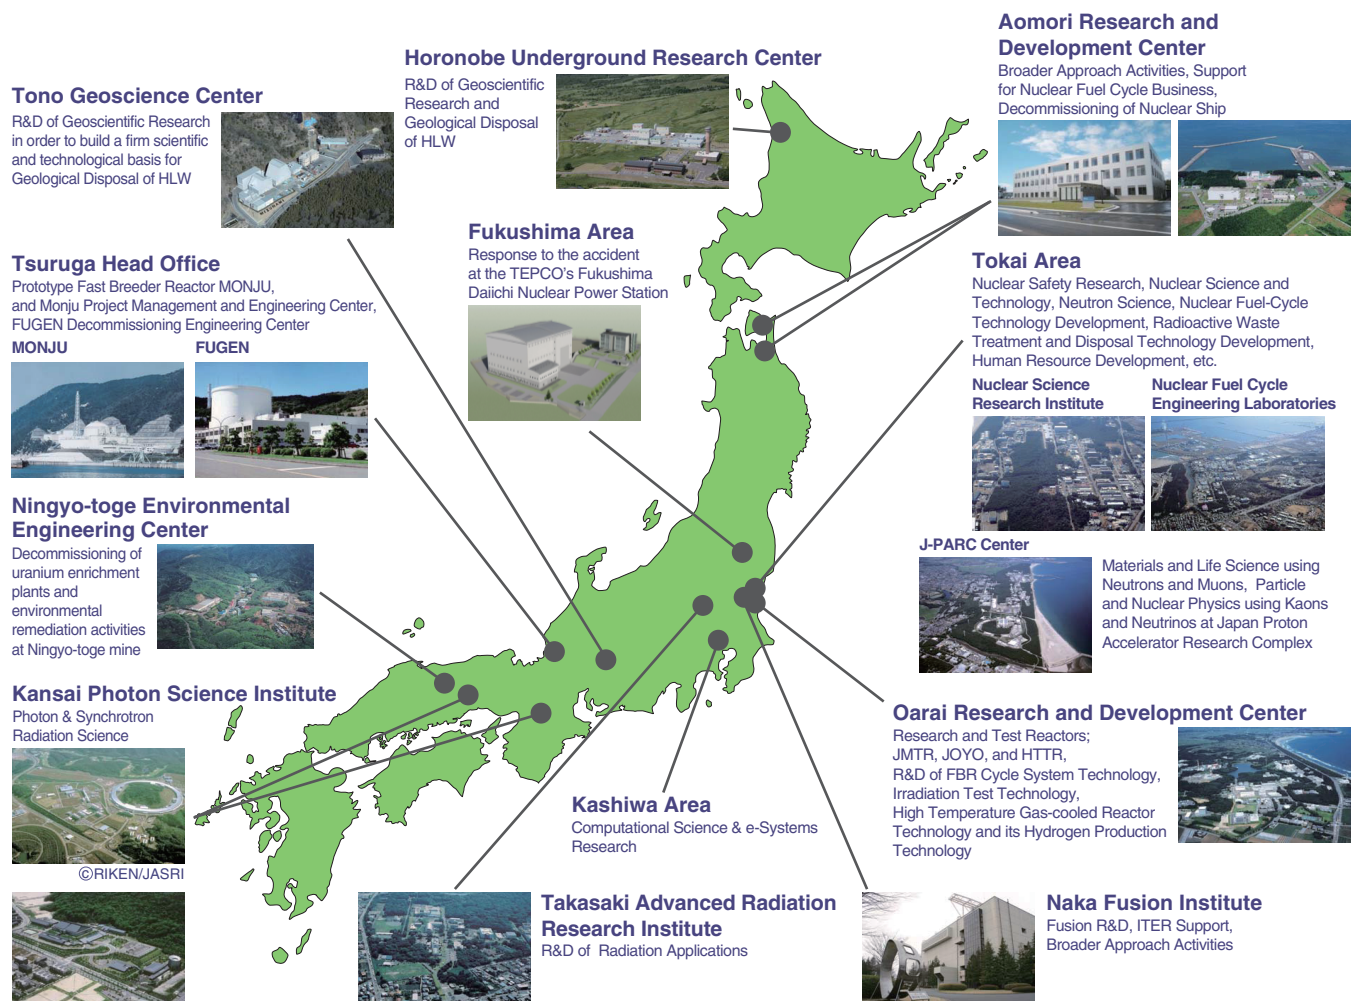 Tono Geoscience Center
R&D of Geoscientific Research
in order to build a firm scientific
and technological basis for
Geological Disposal of HLW
Horonobe Underground Research Center
R&D of Geoscientific
Research and
Geological Disposal
of HLW
Aomori Research and
Development Center
Broader Approach Activities, Support
for Nuclear Fuel Cycle Business,
Decommissioning of Nuclear Ship
Fukushima Area
Response to the accident
at the TEPCO's Fukushima
Daiichi Nuclear Power Station
Tsuruga Head Office
Prototype Fast Breeder Reactor MONJU,
and Monju Project Management and Engineering Center,
FUGEN Decommissioning Engineering Center
MONJU
FUGEN
Tokai Area
Nuclear Safety Research, Nuclear Science and
Technology, Neutron Science, Nuclear Fuel-Cycle
Technology Development, Radioactive Waste
Treatment and Disposal Technology Development,
Human Resource Development, etc.
Nuclear Science
Research Institute
Nuclear Fuel Cycle
Engineering Laboratories
J-PARC Center
Materials and Life Science using
Neutrons and Muons, Particle
and Nuclear Physics using Kaons
and Neutrinos at Japan Proton
Accelerator Research Complex
Ningyo-toge Environmental
Engineering Center
Decommissioning of
uranium enrichment
plants and
environmental
remediation activities
at Ningyo-toge mine
Kansai Photon Science Institute
Photon & Synchrotron
Radiation Science
©RIKEN/JASRI
Oarai Research and Development Center
Research and Test Reactors;
JMTR, JOYO, and HTTR,
R&D of FBR Cycle System Technology,
Irradiation Test Technology,
High Temperature Gas-cooled Reactor
Technology and its Hydrogen Production
Technology
Kashiwa Area
Computational Science & e-Systems
Research
Takasaki Advanced Radiation
Research Institute
R&D of Radiation Applications
Naka Fusion Institute
Fusion R&D, ITER Support,
Broader Approach Activities